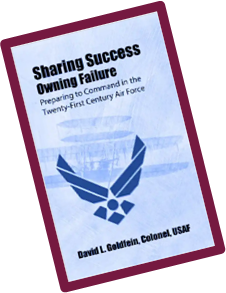 Sharing Success
Owning Failure
Preparing to Command in the
Twenty-First Century Air Force
David L. Goldfein, Colonel, USAF